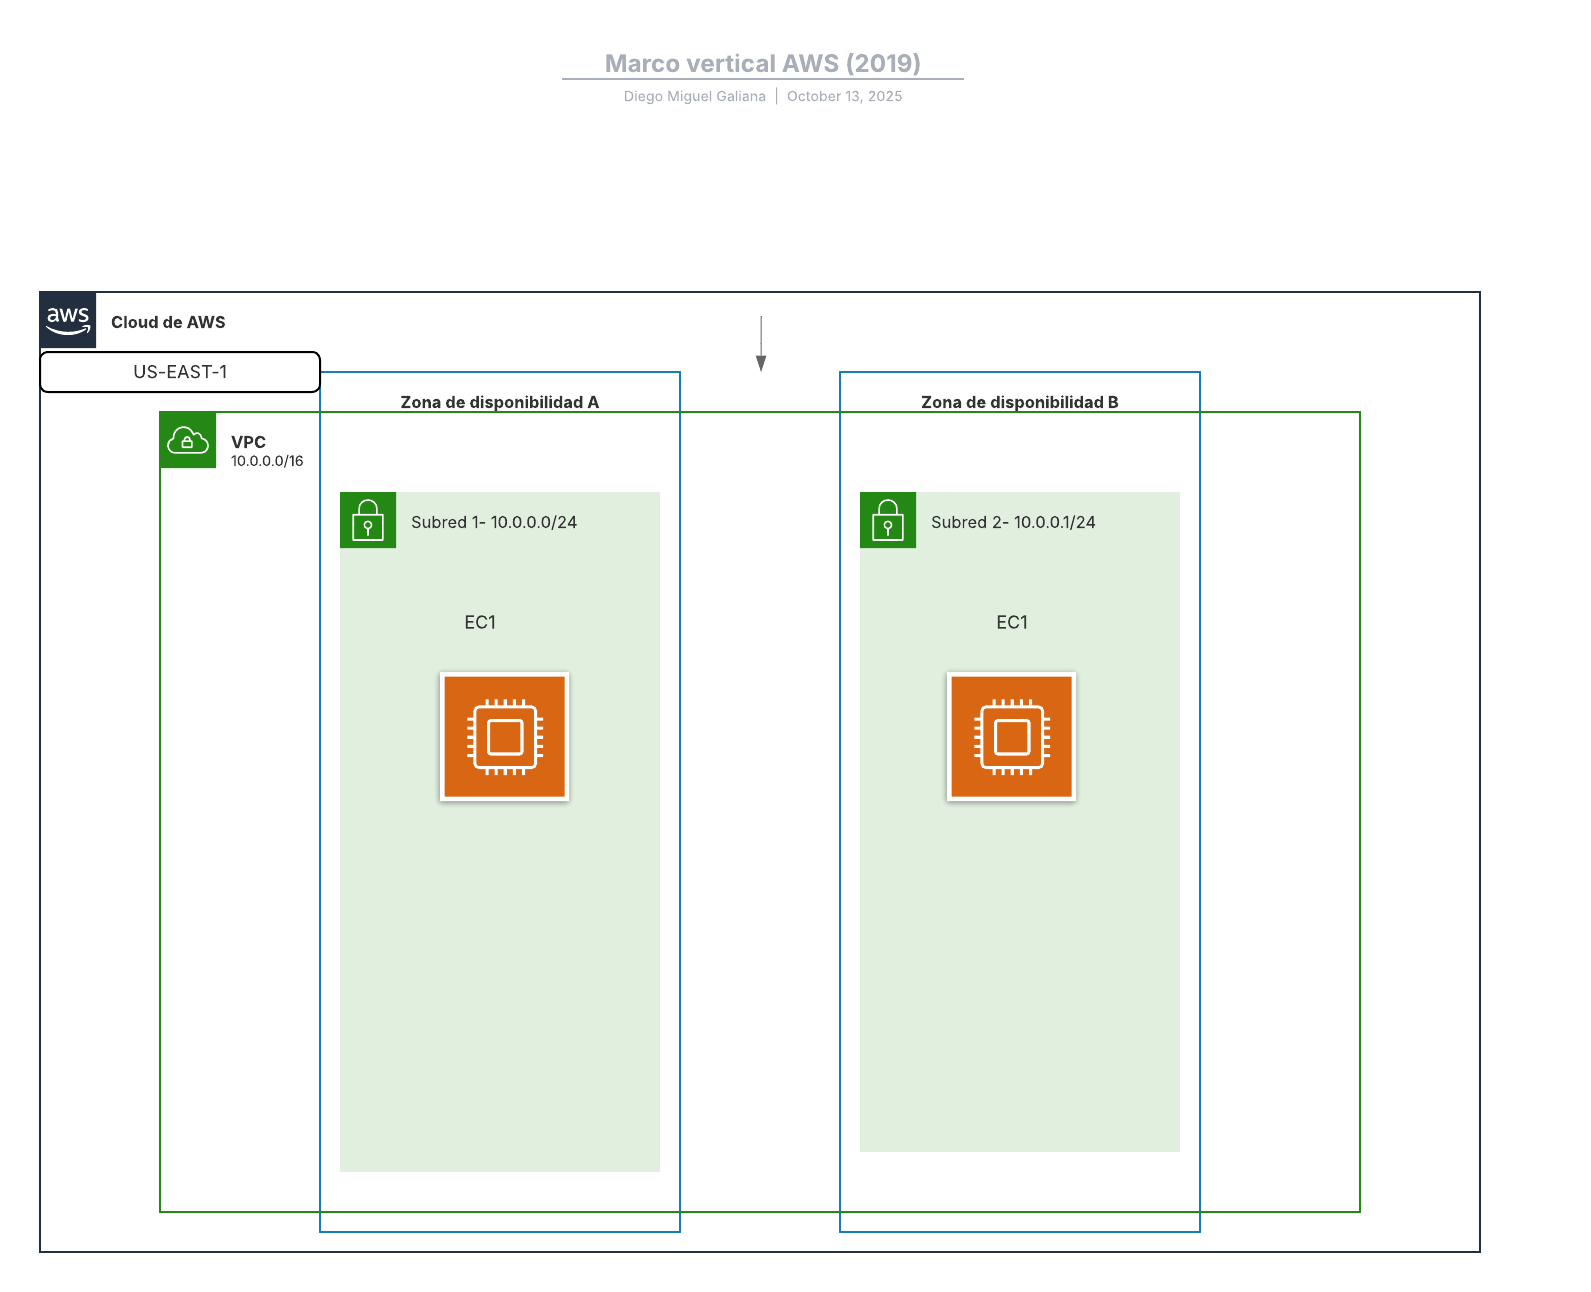 Marco vertical AWS (2019)
Diego Miguel Galiana | October 13, 2025
aws
Cloud de AWS
US-EAST-1
Zona de disponibilidad A
Zona de disponibilidad B
VPC
10.0.0.0/16
Subred 1- 10.0.0.0/24
Subred 2- 10.0.0.1/24
EC1
EC1